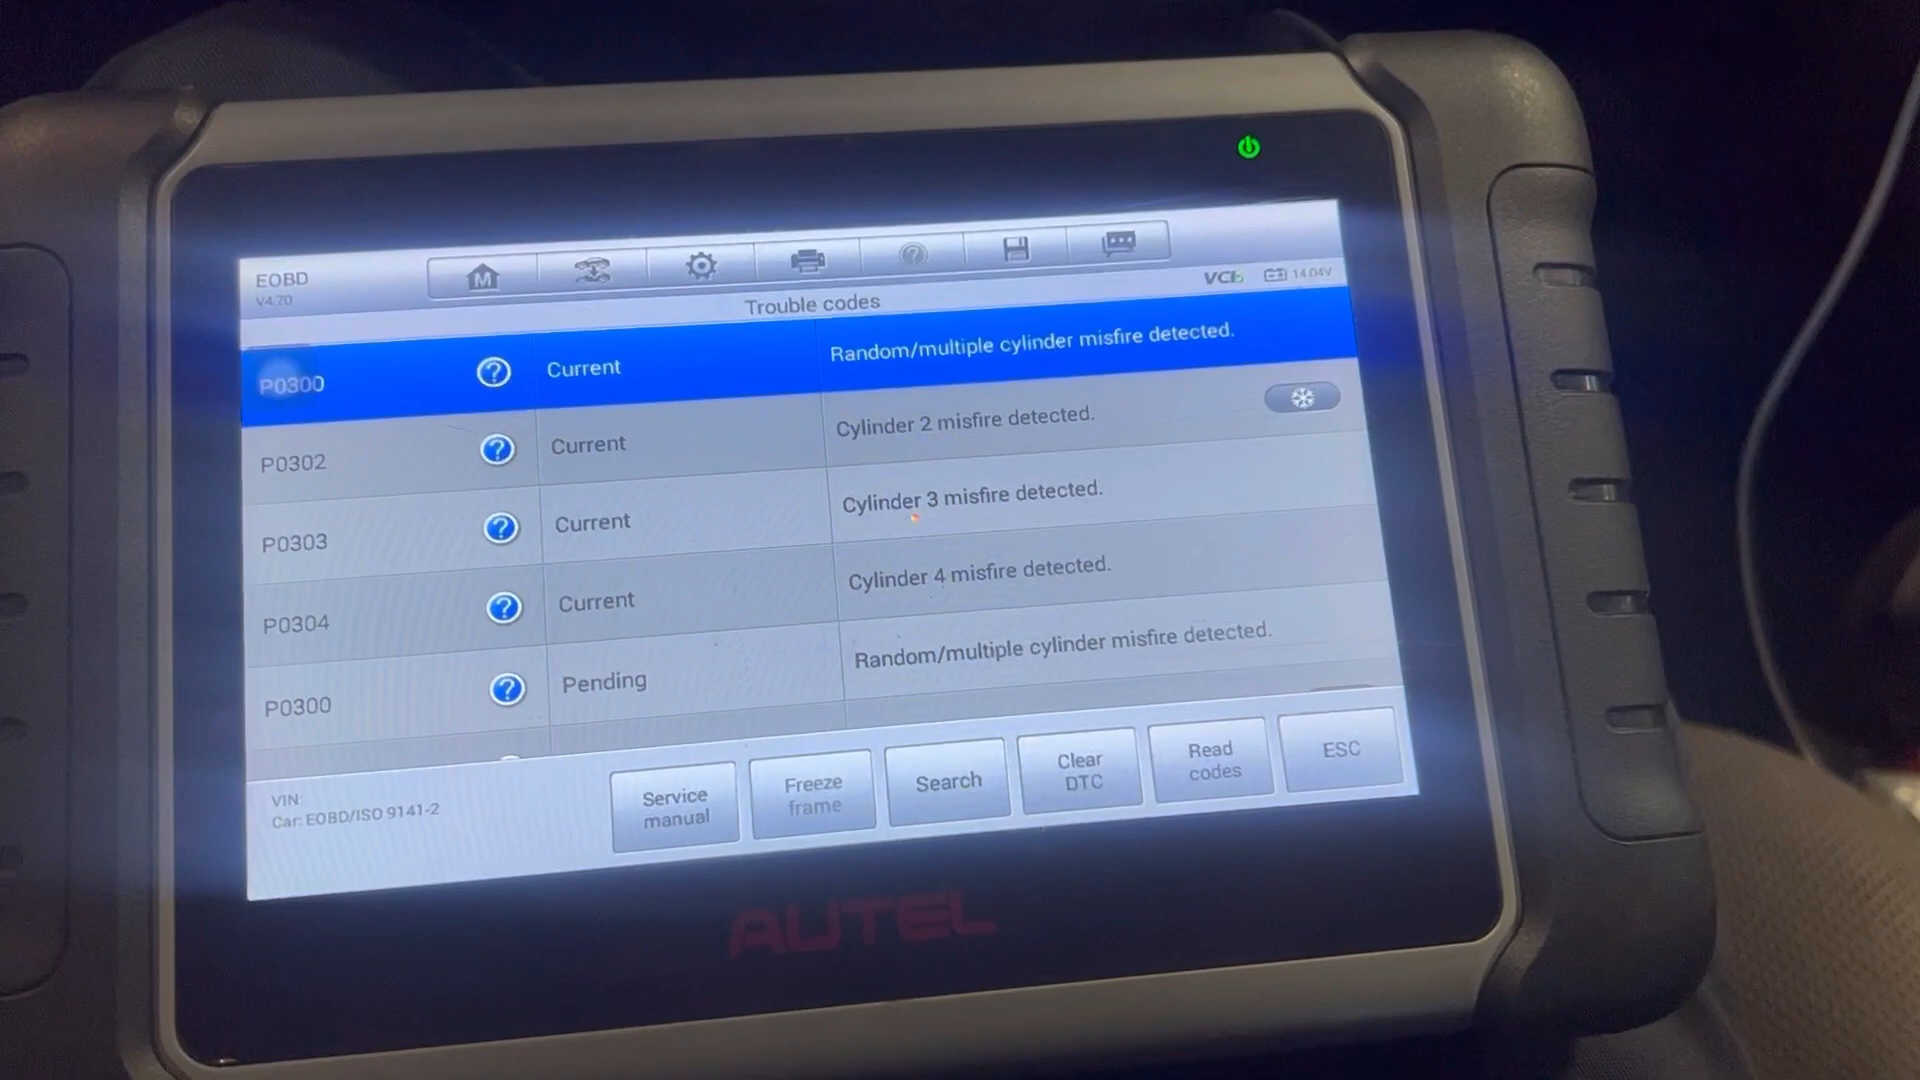 EOBD
V4.70
M
VCI
14.04V
Trouble codes
P0300 ? Current Random/multiple cylinder misfire detected.
P0302 ? Current Cylinder 2 misfire detected.
P0303 ? Current Cylinder 3 misfire detected.
P0304 ? Current Cylinder 4 misfire detected.
P0300 ? Pending Random/multiple cylinder misfire detected.
VIN:
Car: EOBD/ISO 9141-2
Service
manual
Freeze
frame
Search
Clear
DTC
Read
codes
ESC
AUTEL